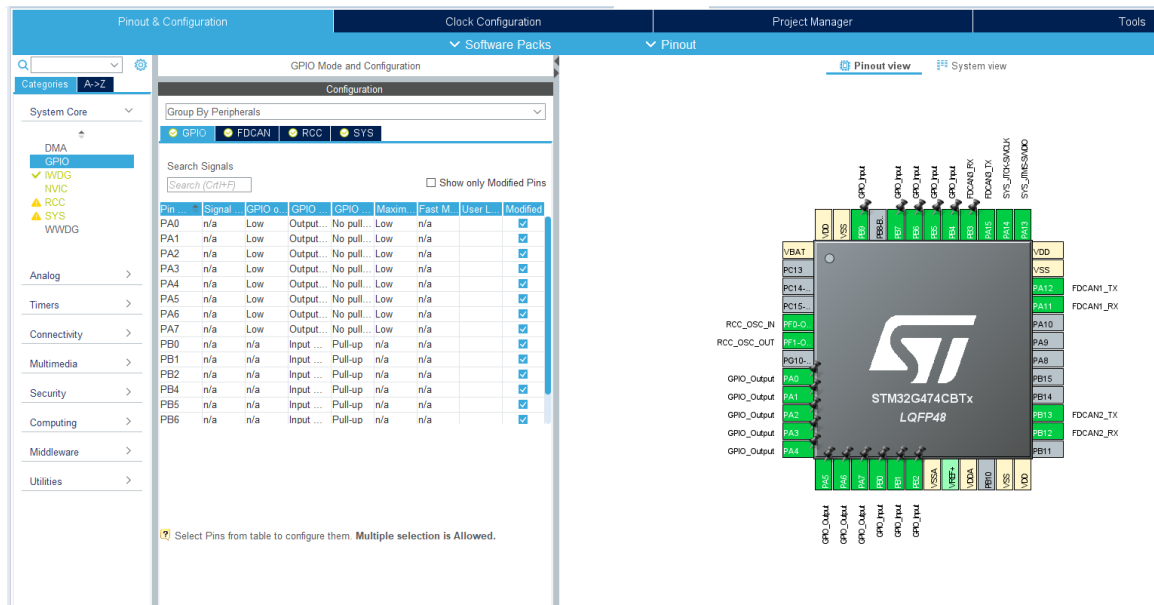 Pinout & Configuration
Clock Configuration
Project Manager
Tools
Software Packs
Pinout
Categories
A->Z
System Core
DMA
GPIO
IWDG
NVIC
RCC
SYS
WWDG
Analog
Timers
Connectivity
Multimedia
Security
Computing
Middleware
Utilities
GPIO Mode and Configuration
Configuration
Group By Peripherals
GPIO FDCAN RCC SYS
Search Signals
Search (Crtl+F)
Show only Modified Pins
Pin ... Signal ... GPIO o... GPIO ... GPIO ... Maxim... Fast M... User L... Modified
PA0 n/a Low Output... No pull... Low n/a
PA1 n/a Low Output... No pull... Low n/a
PA2 n/a Low Output... No pull... Low n/a
PA3 n/a Low Output... No pull... Low n/a
PA4 n/a Low Output... No pull... Low n/a
PA5 n/a Low Output... No pull... Low n/a
PA6 n/a Low Output... No pull... Low n/a
PA7 n/a Low Output... No pull... Low n/a
PB0 n/a n/a Input ... Pull-up n/a n/a
PB1 n/a n/a Input ... Pull-up n/a n/a
PB2 n/a n/a Input ... Pull-up n/a n/a
PB4 n/a n/a Input ... Pull-up n/a n/a
PB5 n/a n/a Input ... Pull-up n/a n/a
PB6 n/a n/a Input ... Pull-up n/a n/a
Select Pins from table to configure them. Multiple selection is Allowed.
Pinout view
System view
GPIO_Input
GPIO_Input
GPIO_Input
GPIO_Input
GPIO_Input
FDCAN3_RX
FDCAN3_TX
SYS_JTCK-SWCLK
SYS_JTMS-SWDIO
VDD
VSS
PB9
PB8-B..
PB7
PB6
PB5
PB4
PB3
PA15
PA14
PA13
VBAT
PC13
PC14-..
PC15-..
RCC_OSC_IN PF0-O..
RCC_OSC_OUT PF1-O..
PG10-..
GPIO_Output PA0
GPIO_Output PA1
GPIO_Output PA2
GPIO_Output PA3
GPIO_Output PA4
ST
STM32G474CBTx
LQFP48
VDD
VSS
PA12 FDCAN1_TX
PA11 FDCAN1_RX
PA10
PA9
PA8
PB15
PB14
PB13 FDCAN2_TX
PB12 FDCAN2_RX
PB11
PA5
PA6
PA7
PB0
PB1
PB2
VSSA
VREF+
VDDA
PB10
VSS
VDD
GPIO_Output
GPIO_Output
GPIO_Output
GPIO_Input
GPIO_Input
GPIO_Input